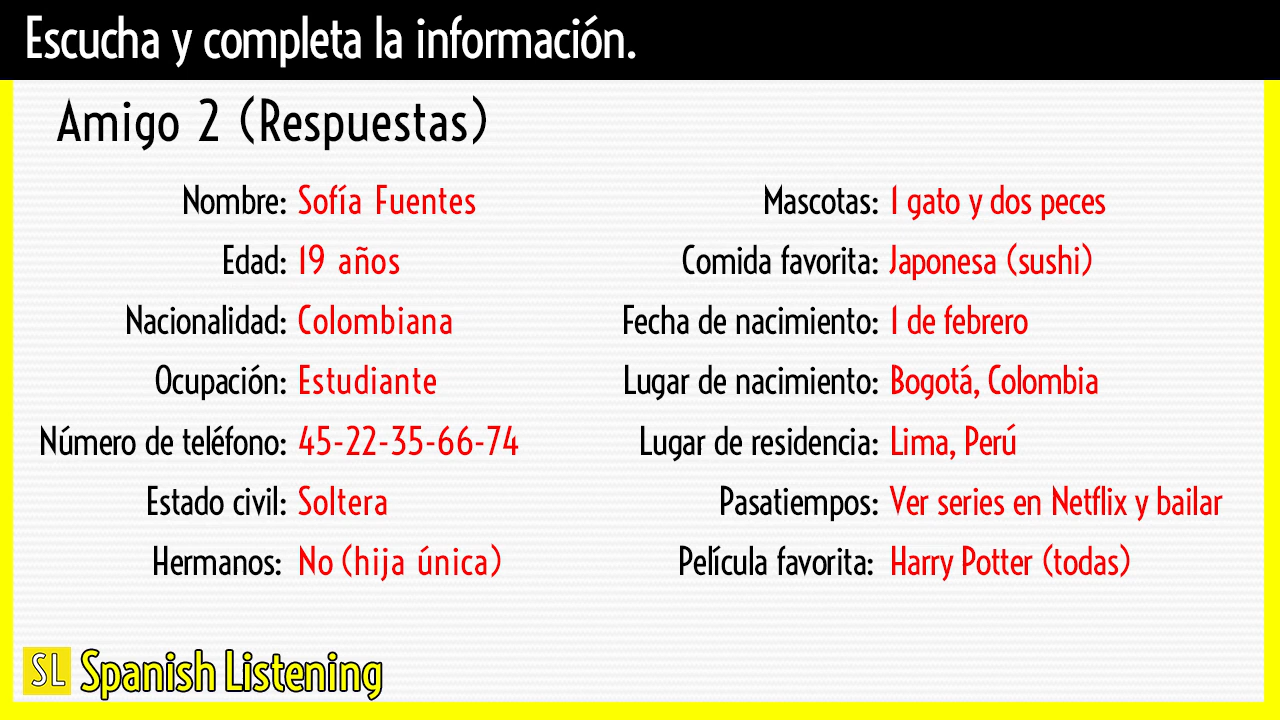 Escucha y completa la información.
Amigo 2 (Respuestas)
Nombre: Sofía Fuentes
Edad: 19 años
Nacionalidad: Colombiana
Ocupación: Estudiante
Número de teléfono: 45-22-35-66-74
Estado civil: Soltera
Hermanos: No (hija única)
Mascotas: 1 gato y dos peces
Comida favorita: Japonesa (sushi)
Fecha de nacimiento: 1 de febrero
Lugar de nacimiento: Bogotá, Colombia
Lugar de residencia: Lima, Perú
Pasatiempos: Ver series en Netflix y bailar
Película favorita: Harry Potter (todas)
SL Spanish Listening